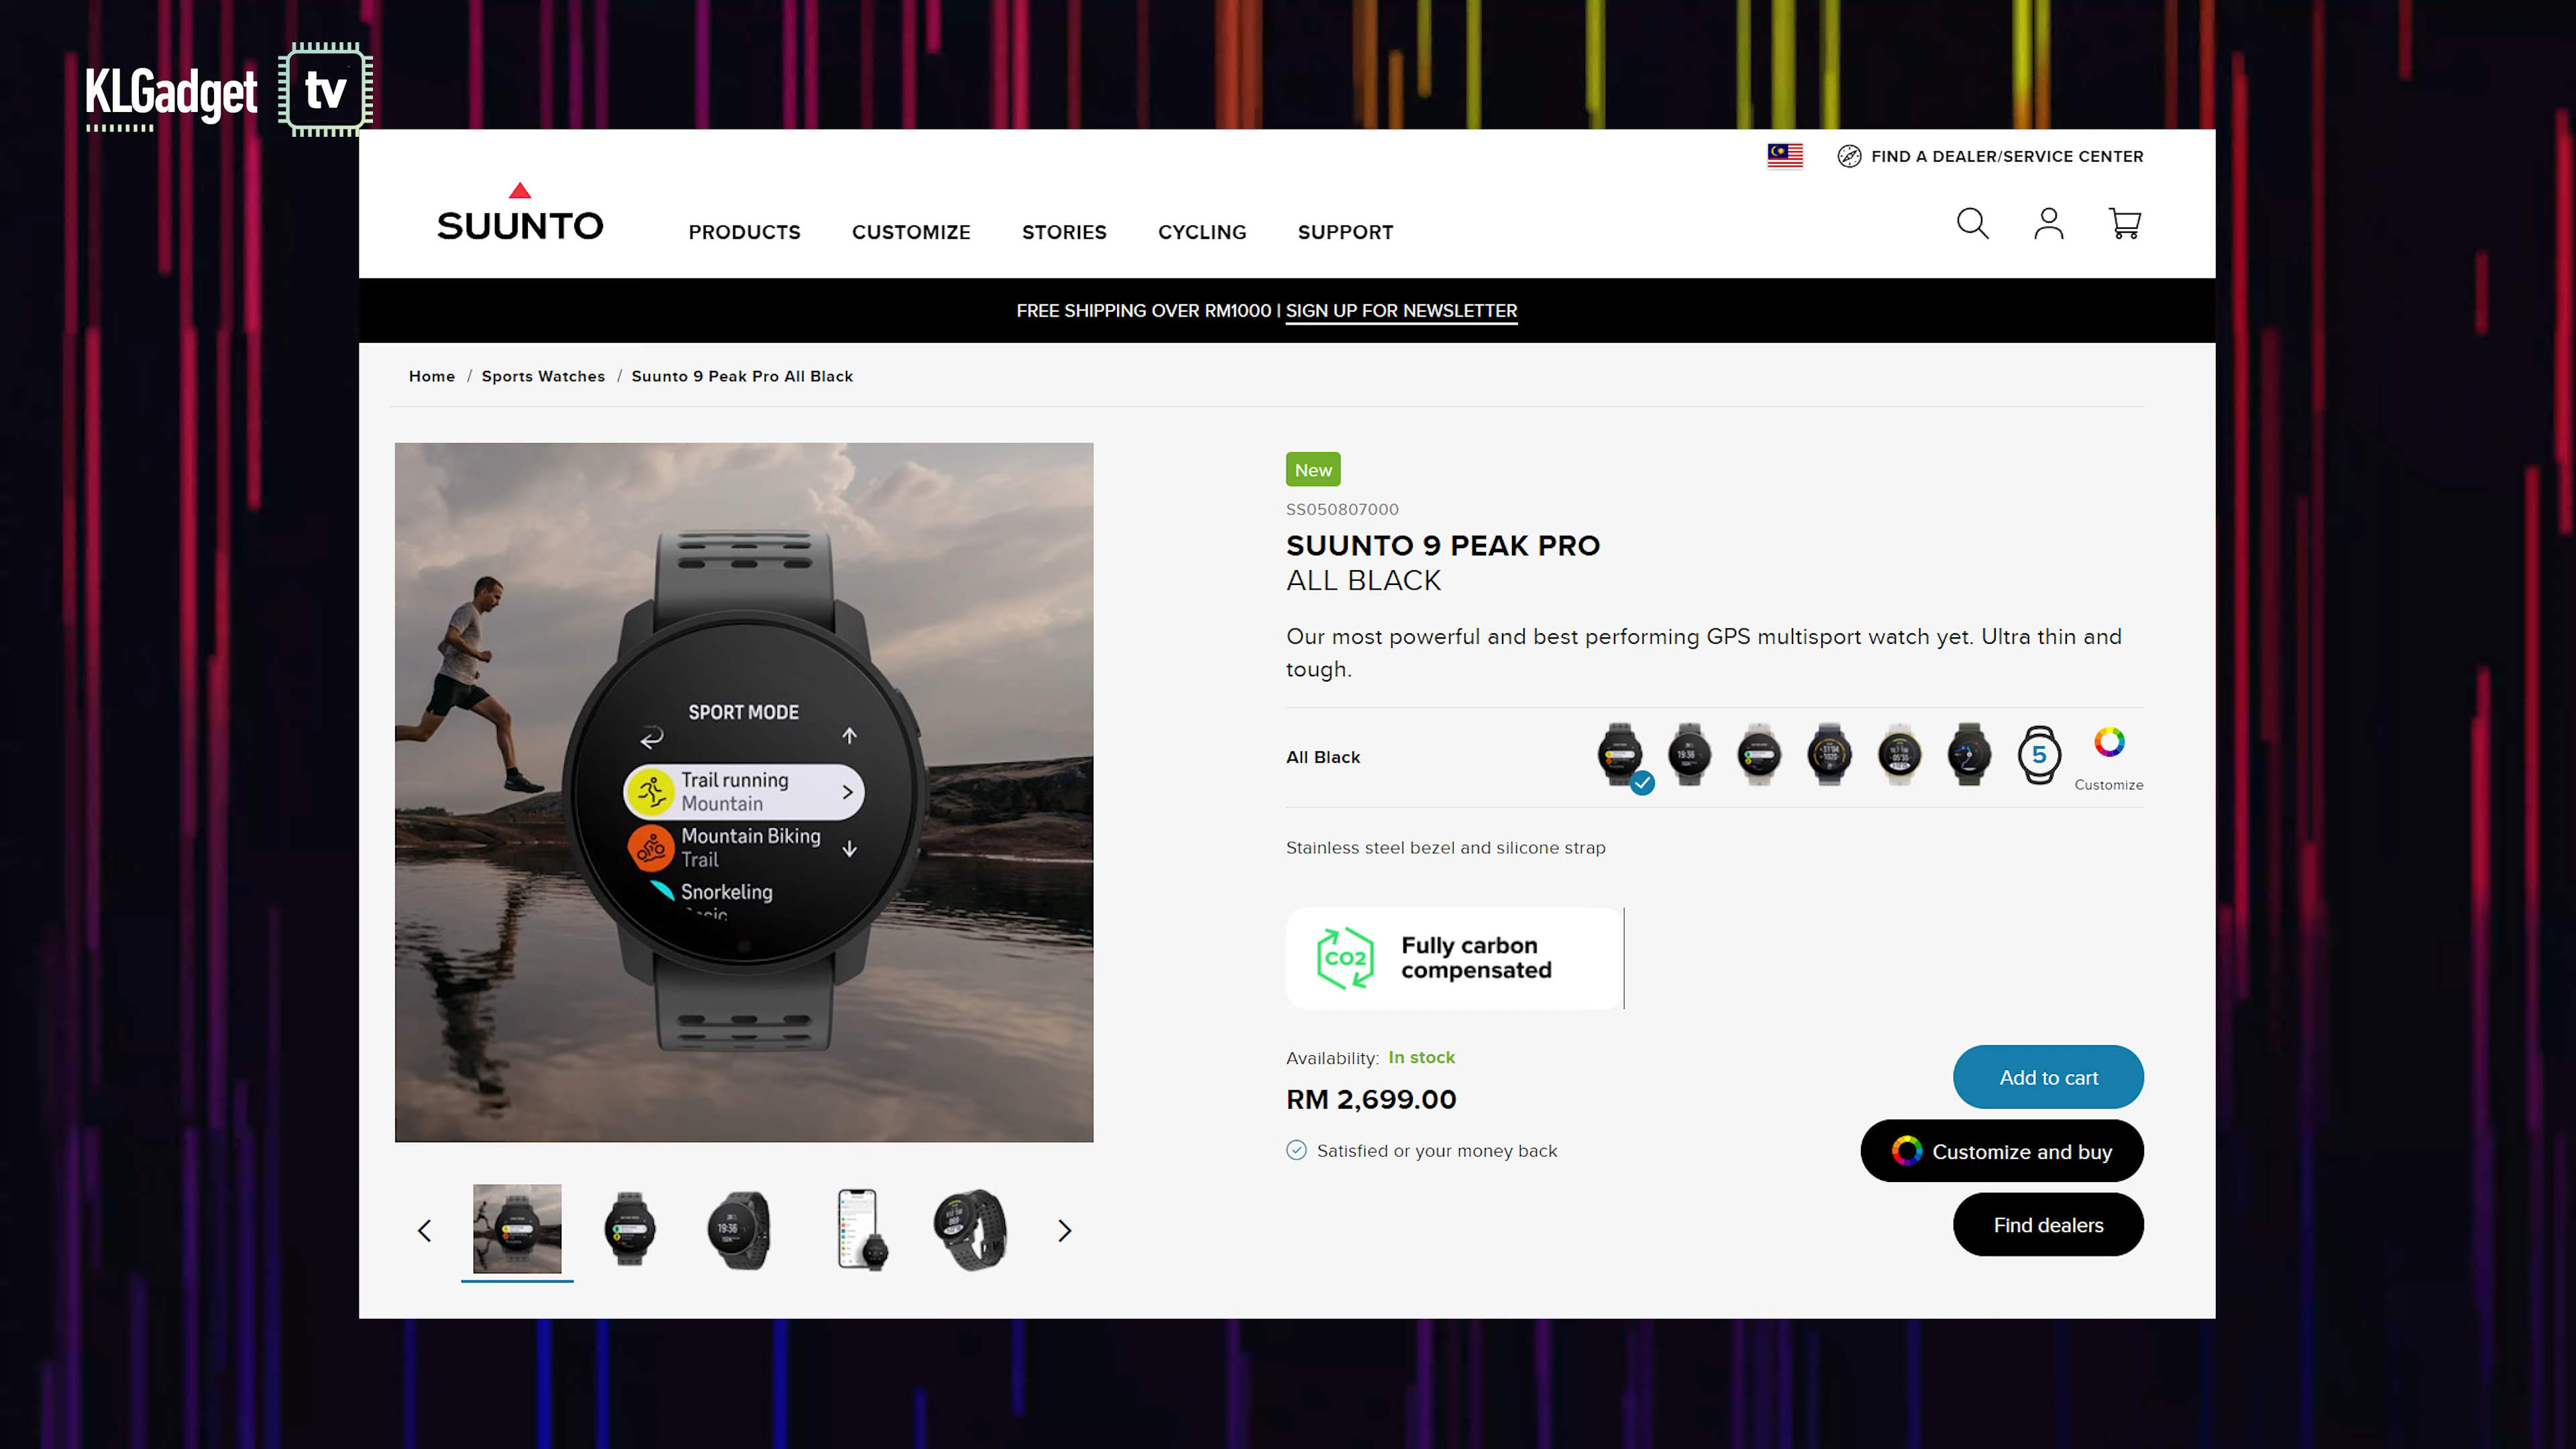 KLGadget tv
FIND A DEALER/SERVICE CENTER
SUUNTO
PRODUCTS CUSTOMIZE STORIES CYCLING SUPPORT
FREE SHIPPING OVER RM1000 | SIGN UP FOR NEWSLETTER
Home / Sports Watches / Suunto 9 Peak Pro All Black
SPORT MODE
Trail running
Mountain
Mountain Biking
Trail
Snorkeling
New
SS050807000
SUUNTO 9 PEAK PRO
ALL BLACK
Our most powerful and best performing GPS multisport watch yet. Ultra thin and
tough.
All Black
5
Customize
Stainless steel bezel and silicone strap
CO2
Fully carbon
compensated
Availability: In stock
RM 2,699.00
Satisfied or your money back
Add to cart
Customize and buy
Find dealers
19:36